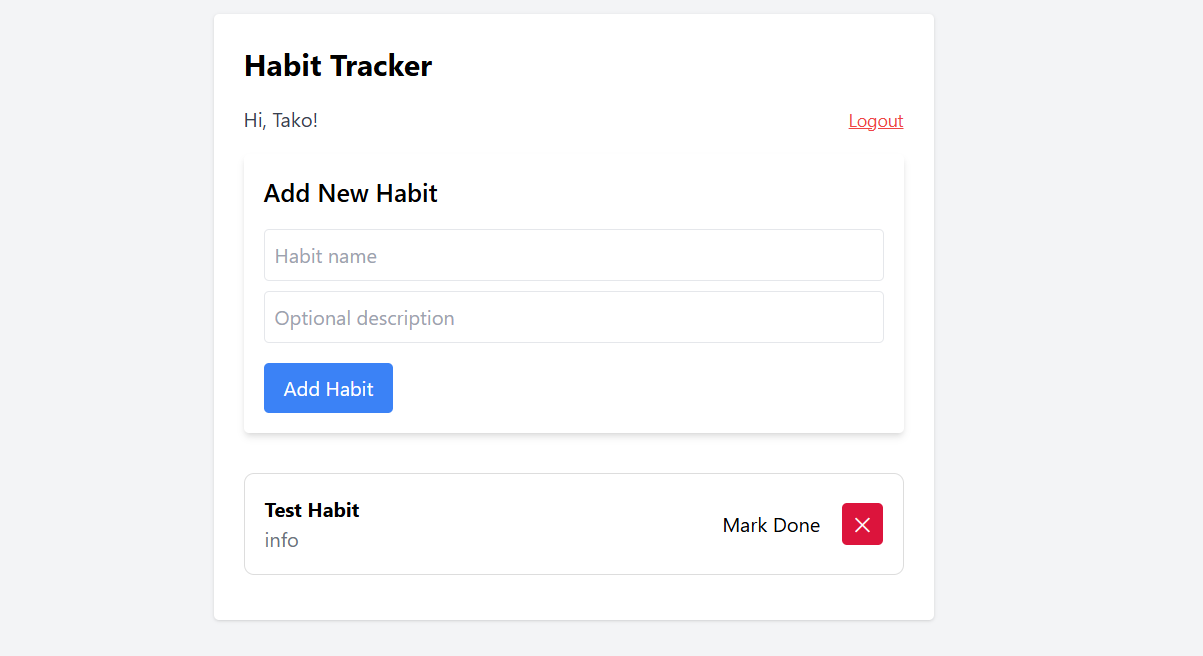 Habit Tracker
Hi, Tako!
Logout
Add New Habit
Habit name
Optional description
Add Habit
Test Habit
info
Mark Done